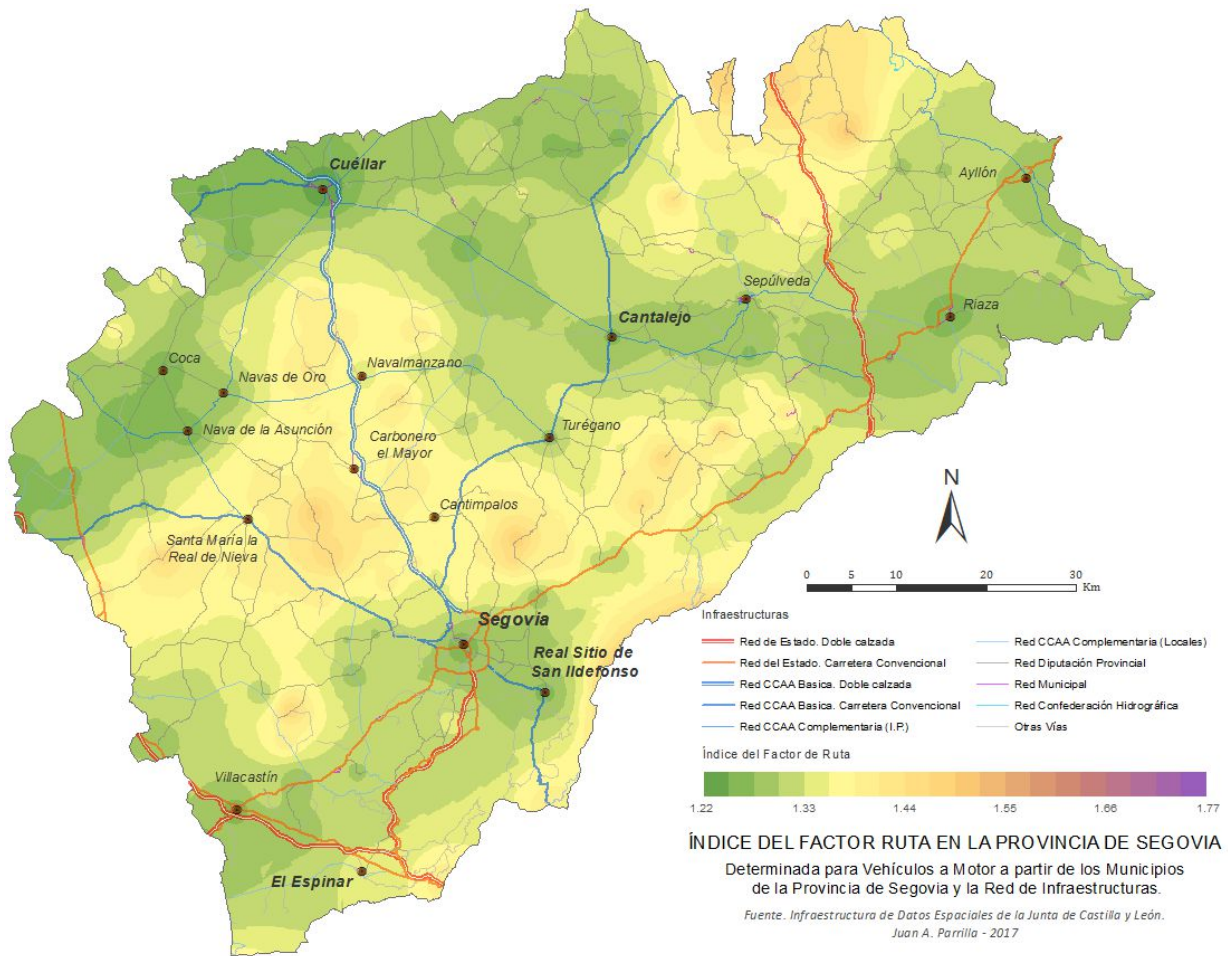 Cuéllar
Ayllón
Sepúlveda
Cantalejo
Riaza
Coca
Navas de Oro
Navalmanzano
Nava de la Asunción
Carbonero
el Mayor
Turégano
Cantimpalos
Santa María la
Real de Nieva
Segovia
Real Sitio de
San Ildefonso
Villacastín
El Espinar
N
0 5 10 20 30
Km
Infraestructuras
Red de Estado. Doble calzada
Red del Estado. Carretera Convencional
Red CCAA Basica. Doble calzada
Red CCAA Basica. Carretera Convencional
Red CCAA Complementaria (I.P.)
Red CCAA Complementaria (Locales)
Red Diputación Provincial
Red Municipal
Red Confederación Hidrográfica
Otras Vías
Índice del Factor de Ruta
1.22 1.33 1.44 1.55 1.66 1.77
ÍNDICE DEL FACTOR RUTA EN LA PROVINCIA DE SEGOVIA
Determinada para Vehículos a Motor a partir de los Municipios
de la Provincia de Segovia y la Red de Infraestructuras.
Fuente. Infraestructura de Datos Espaciales de la Junta de Castilla y León.
Juan A. Parrilla - 2017